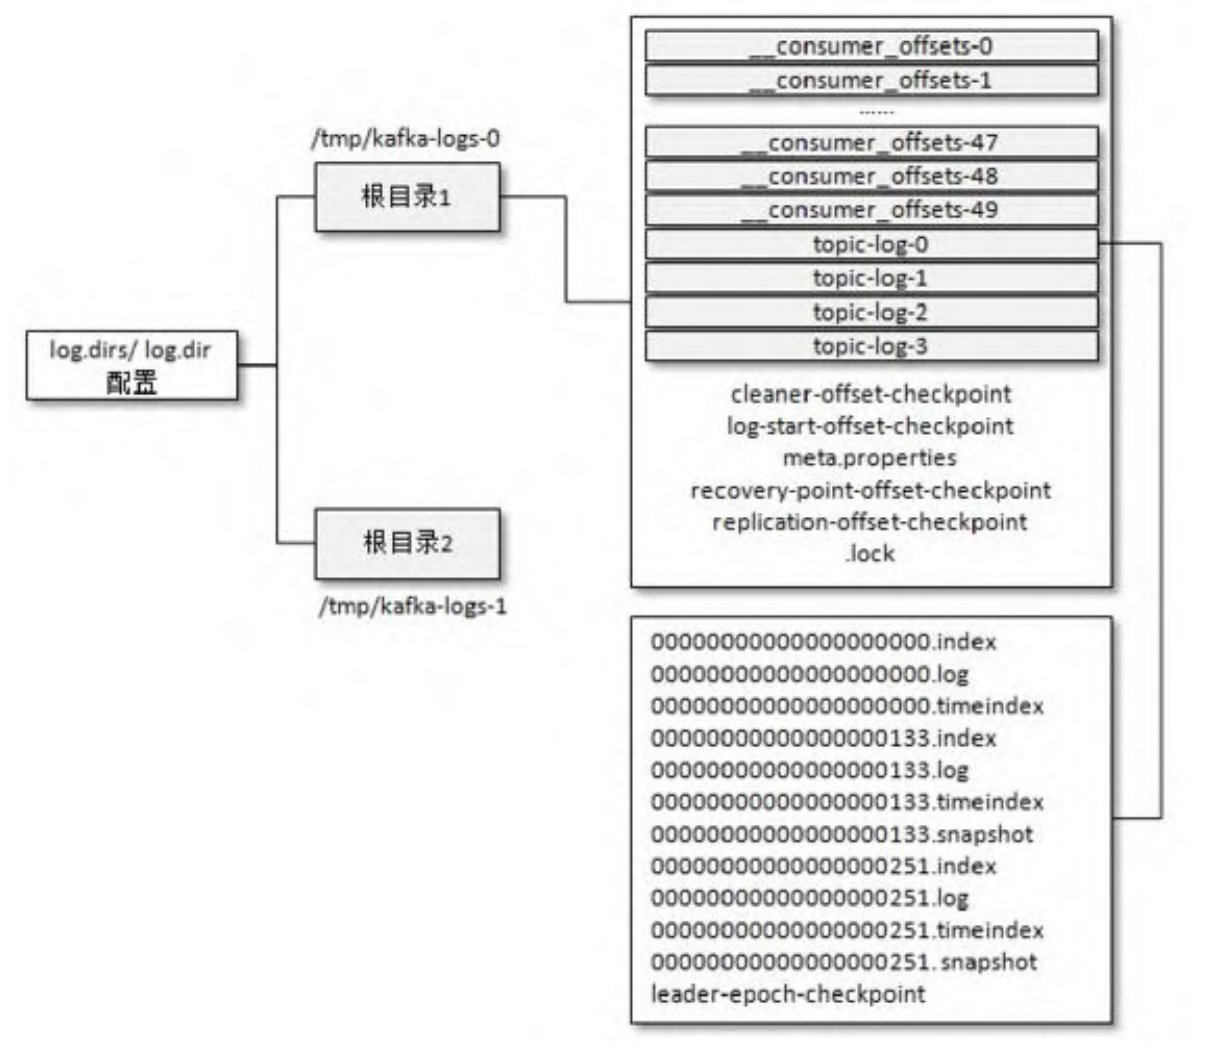 log.dirs/ log.dir
配置
/tmp/kafka-logs-0
根目录1
根目录2
/tmp/kafka-logs-1
__consumer_offsets-0
__consumer_offsets-1
......
__consumer_offsets-47
__consumer_offsets-48
__consumer_offsets-49
topic-log-0
topic-log-1
topic-log-2
topic-log-3
cleaner-offset-checkpoint
log-start-offset-checkpoint
meta.properties
recovery-point-offset-checkpoint
replication-offset-checkpoint
.lock
00000000000000000000.index
00000000000000000000.log
00000000000000000000.timeindex
00000000000000000133.index
00000000000000000133.log
00000000000000000133.timeindex
00000000000000000133.snapshot
00000000000000000251.index
00000000000000000251.log
00000000000000000251.timeindex
00000000000000000251. snapshot
leader-epoch-checkpoint